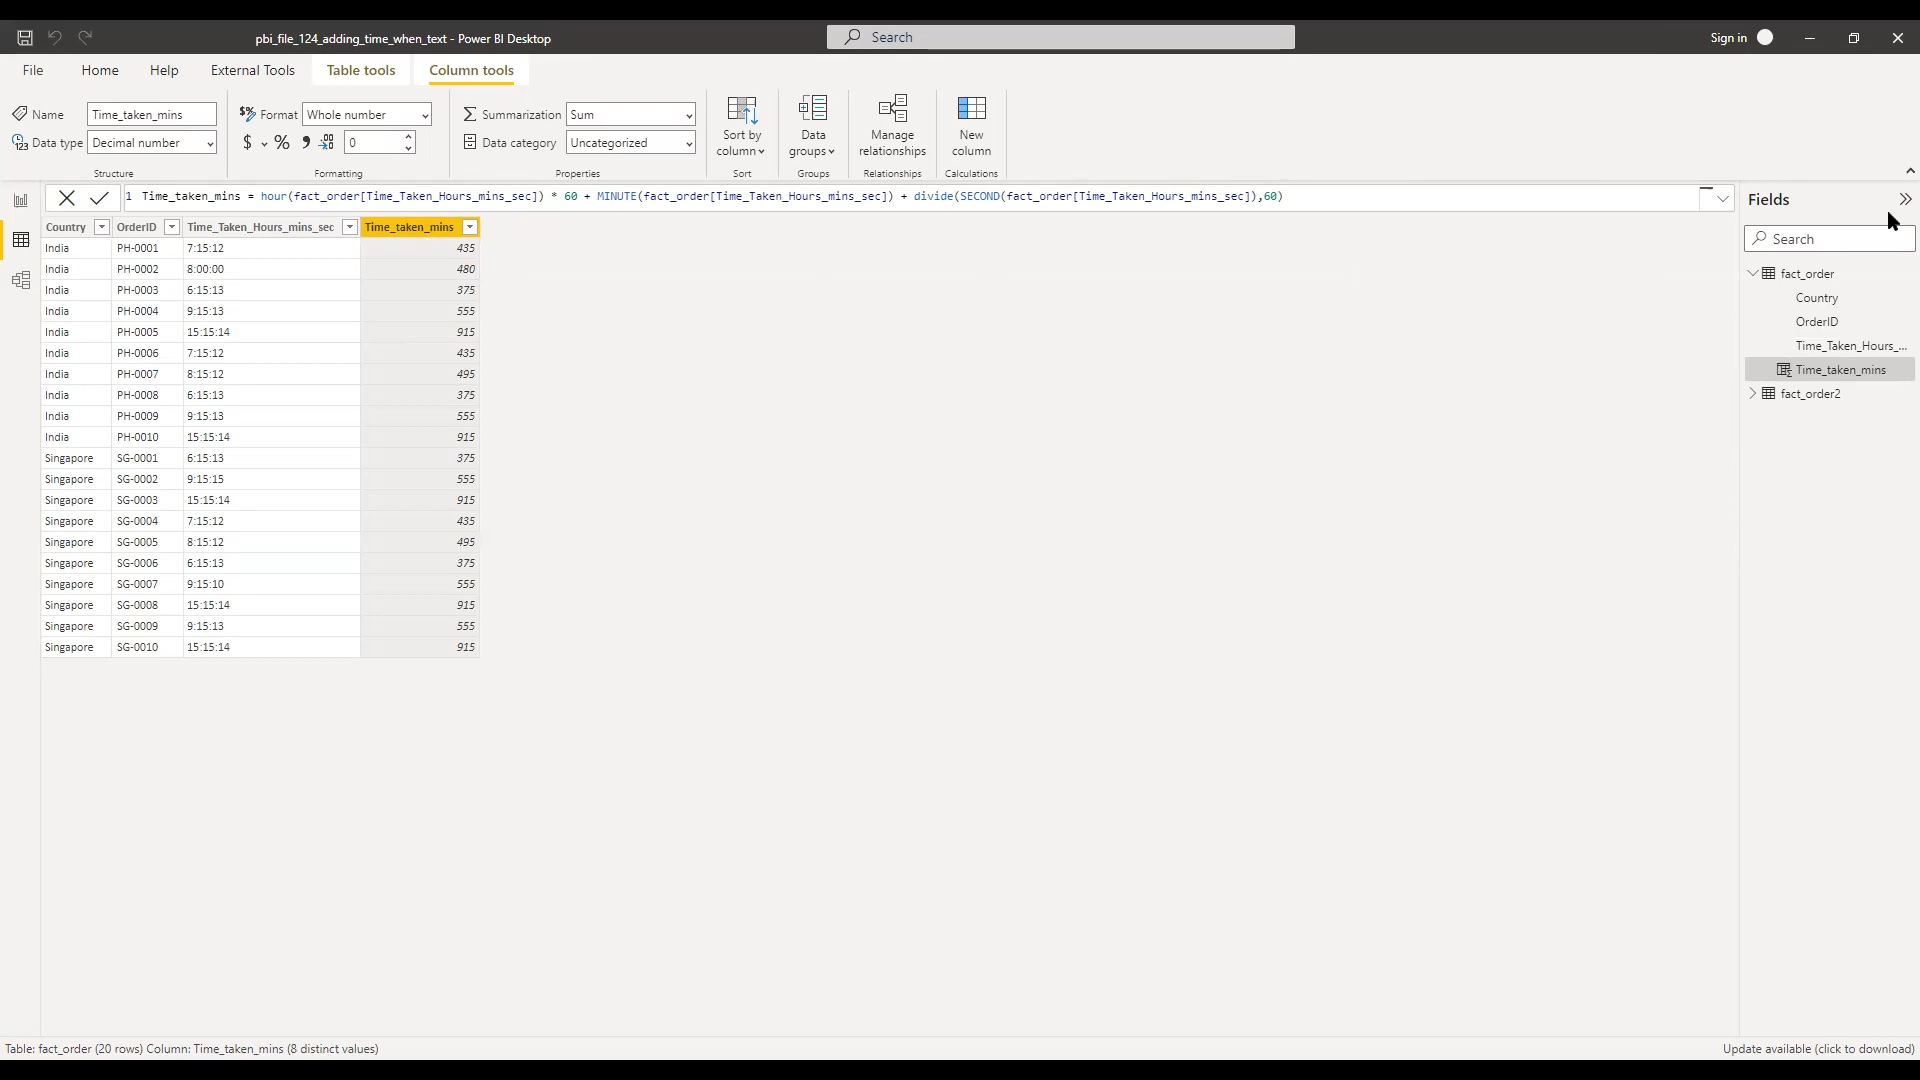 pbi_file_124_adding_time_when_text - Power BI Desktop
Search
Sign in
File Home Help External Tools Table tools Column tools
Name Time_taken_mins
Format Whole number
Summarization Sum
Data type Decimal number
$ % 9 0
Data category Uncategorized
Sort by column
Data groups
Manage relationships
New column
Structure Formatting Properties Sort Groups Relationships Calculations
1 Time_taken_mins = hour(fact_order[Time_Taken_Hours_mins_sec]) * 60 + MINUTE(fact_order[Time_Taken_Hours_mins_sec]) + divide(SECOND(fact_order[Time_Taken_Hours_mins_sec]),60)
Country OrderID Time_Taken_Hours_mins_sec Time_taken_mins
India PH-0001 7:15:12 435
India PH-0002 8:00:00 480
India PH-0003 6:15:13 375
India PH-0004 9:15:13 555
India PH-0005 15:15:14 915
India PH-0006 7:15:12 435
India PH-0007 8:15:12 495
India PH-0008 6:15:13 375
India PH-0009 9:15:13 555
India PH-0010 15:15:14 915
Singapore SG-0001 6:15:13 375
Singapore SG-0002 9:15:15 555
Singapore SG-0003 15:15:14 915
Singapore SG-0004 7:15:12 435
Singapore SG-0005 8:15:12 495
Singapore SG-0006 6:15:13 375
Singapore SG-0007 9:15:10 555
Singapore SG-0008 15:15:14 915
Singapore SG-0009 9:15:13 555
Singapore SG-0010 15:15:14 915
Fields
Search
fact_order
Country
OrderID
Time_Taken_Hours_...
Time_taken_mins
fact_order2
Table: fact_order (20 rows) Column: Time_taken_mins (8 distinct values)
Update available (click to download)